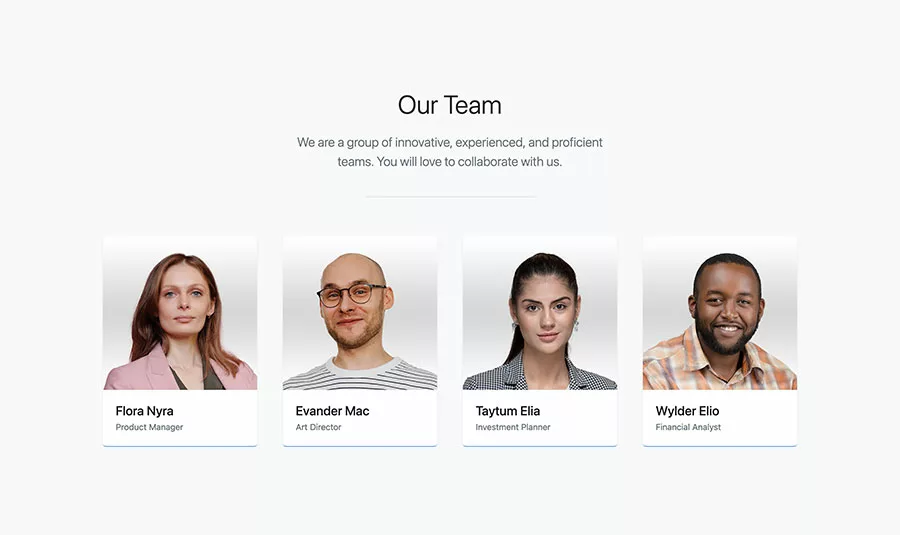 Our Team
We are a group of innovative, experienced, and proficient
teams. You will love to collaborate with us.
Flora Nyra
Product Manager
Evander Mac
Art Director
Taytum Elia
Investment Planner
Wylder Elio
Financial Analyst